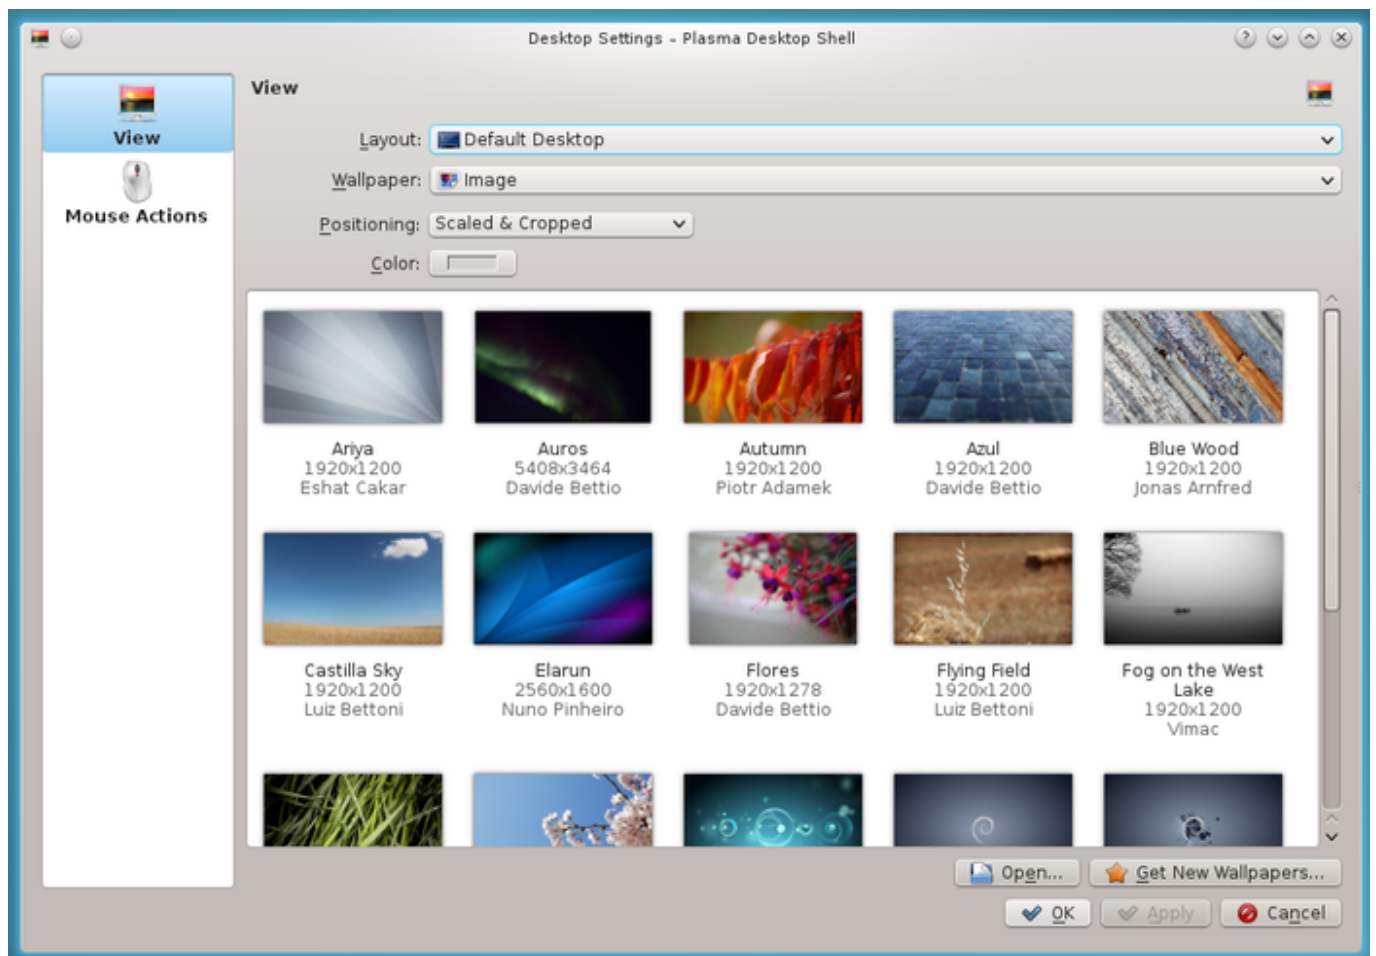 Desktop Settings – Plasma Desktop Shell
View
Mouse Actions
View
Layout: Default Desktop
Wallpaper: Image
Positioning: Scaled & Cropped
Color:
Ariya
1920x1200
Eshat Cakar
Auros
5408x3464
Davide Bettio
Autumn
1920x1200
Piotr Adamek
Azul
1920x1200
Davide Bettio
Blue Wood
1920x1200
Jonas Arnfred
Castilla Sky
1920x1200
Luiz Bettoni
Elarun
2560x1600
Nuno Pinheiro
Flores
1920x1278
Davide Bettio
Flying Field
1920x1200
Luiz Bettoni
Fog on the West
Lake
1920x1200
Vimac
Open...
Get New Wallpapers...
OK
Apply
Cancel